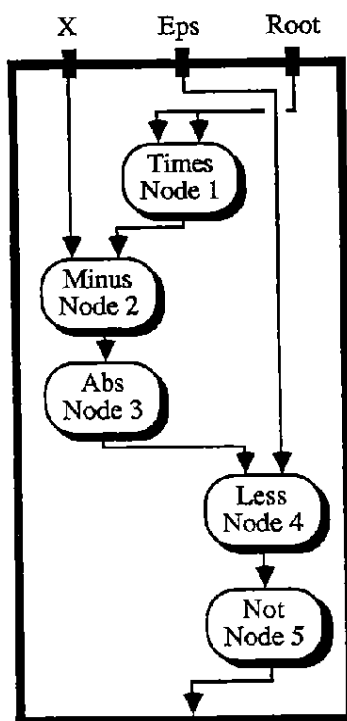 X Eps Root
Times
Node 1
Minus
Node 2
Abs
Node 3
Less
Node 4
Not
Node 5